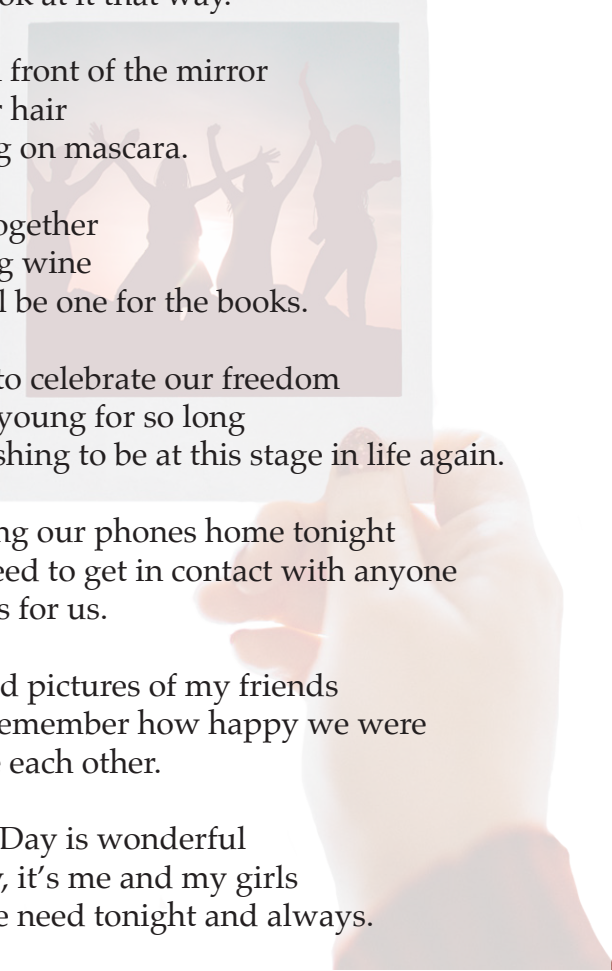 ok at it that way.
front of the mirror
hair
g on mascara.
ogether
g wine
l be one for the books.
to celebrate our freedom
young for so long
shing to be at this stage in life again.
ng our phones home tonight
eed to get in contact with anyone
s for us.
d pictures of my friends
emember how happy we were
each other.
Day is wonderful
, it's me and my girls
e need tonight and always.